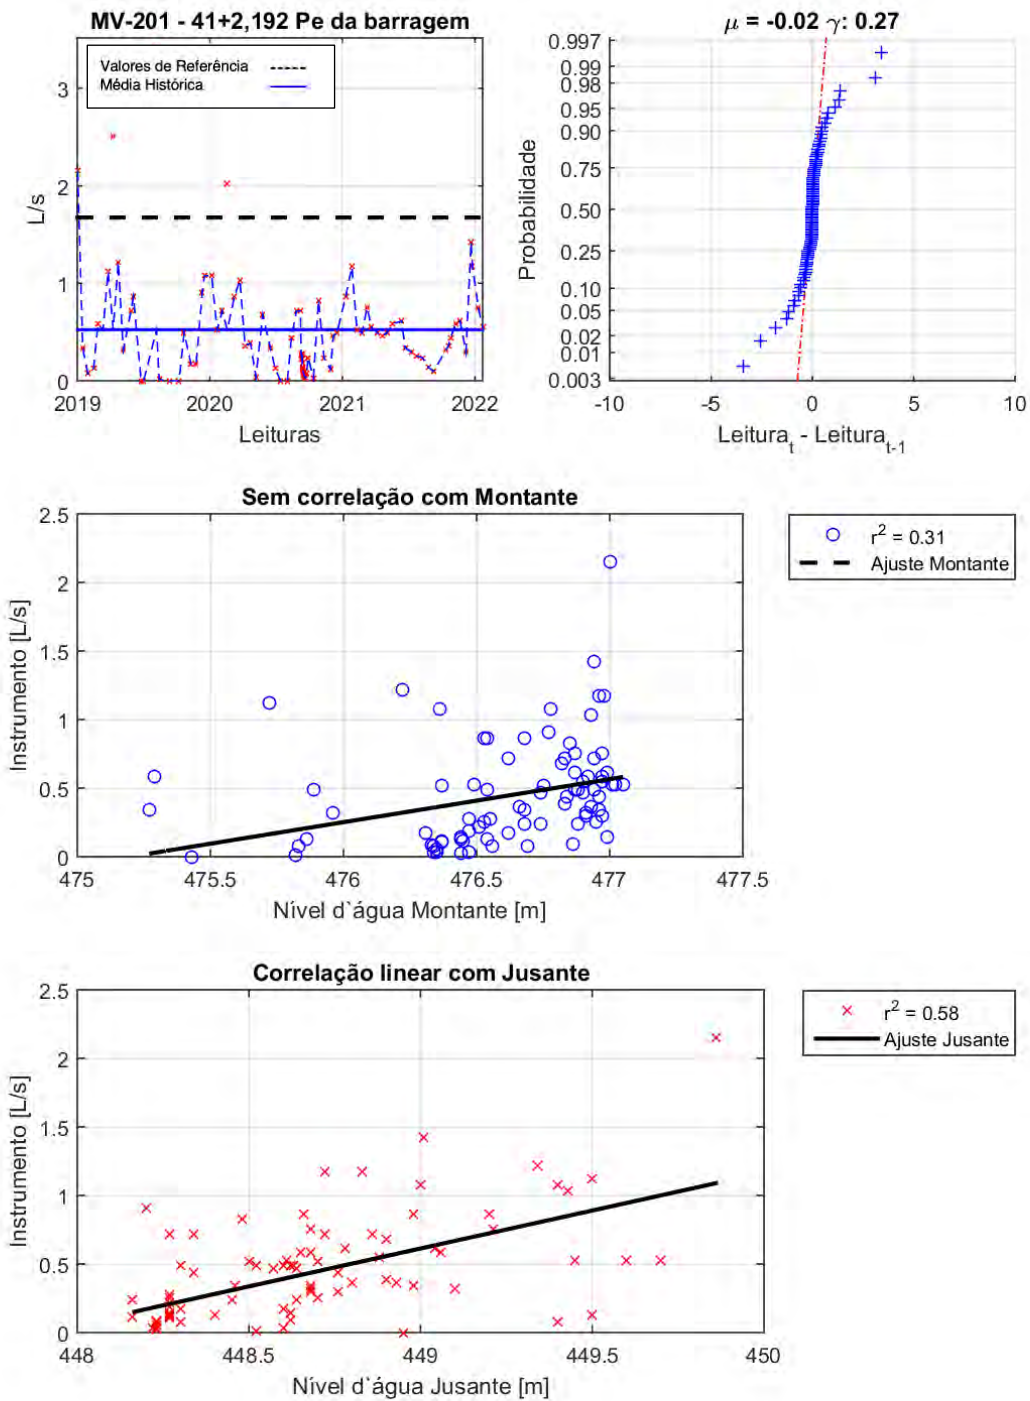 MV-201 - 41+2,192 Pe da barragem
Valores de Referência
Média Histórica
L/s
3
2
1
0
2019
2020
2021
2022
Leituras
μ = -0.02 γ: 0.27
Probabilidade
0.997
0.99
0.98
0.95
0.90
0.75
0.50
0.25
0.10
0.05
0.02
0.01
0.003
-10
-5
0
5
10
Leitura_t - Leitura_t-1
Sem correlação com Montante
Instrumento [L/s]
2.5
2
1.5
1
0.5
0
475
475.5
476
476.5
477
477.5
Nível d`água Montante [m]
r² = 0.31
Ajuste Montante
Correlação linear com Jusante
Instrumento [L/s]
2.5
2
1.5
1
0.5
0
448
448.5
449
449.5
450
Nível d`água Jusante [m]
r² = 0.58
Ajuste Jusante